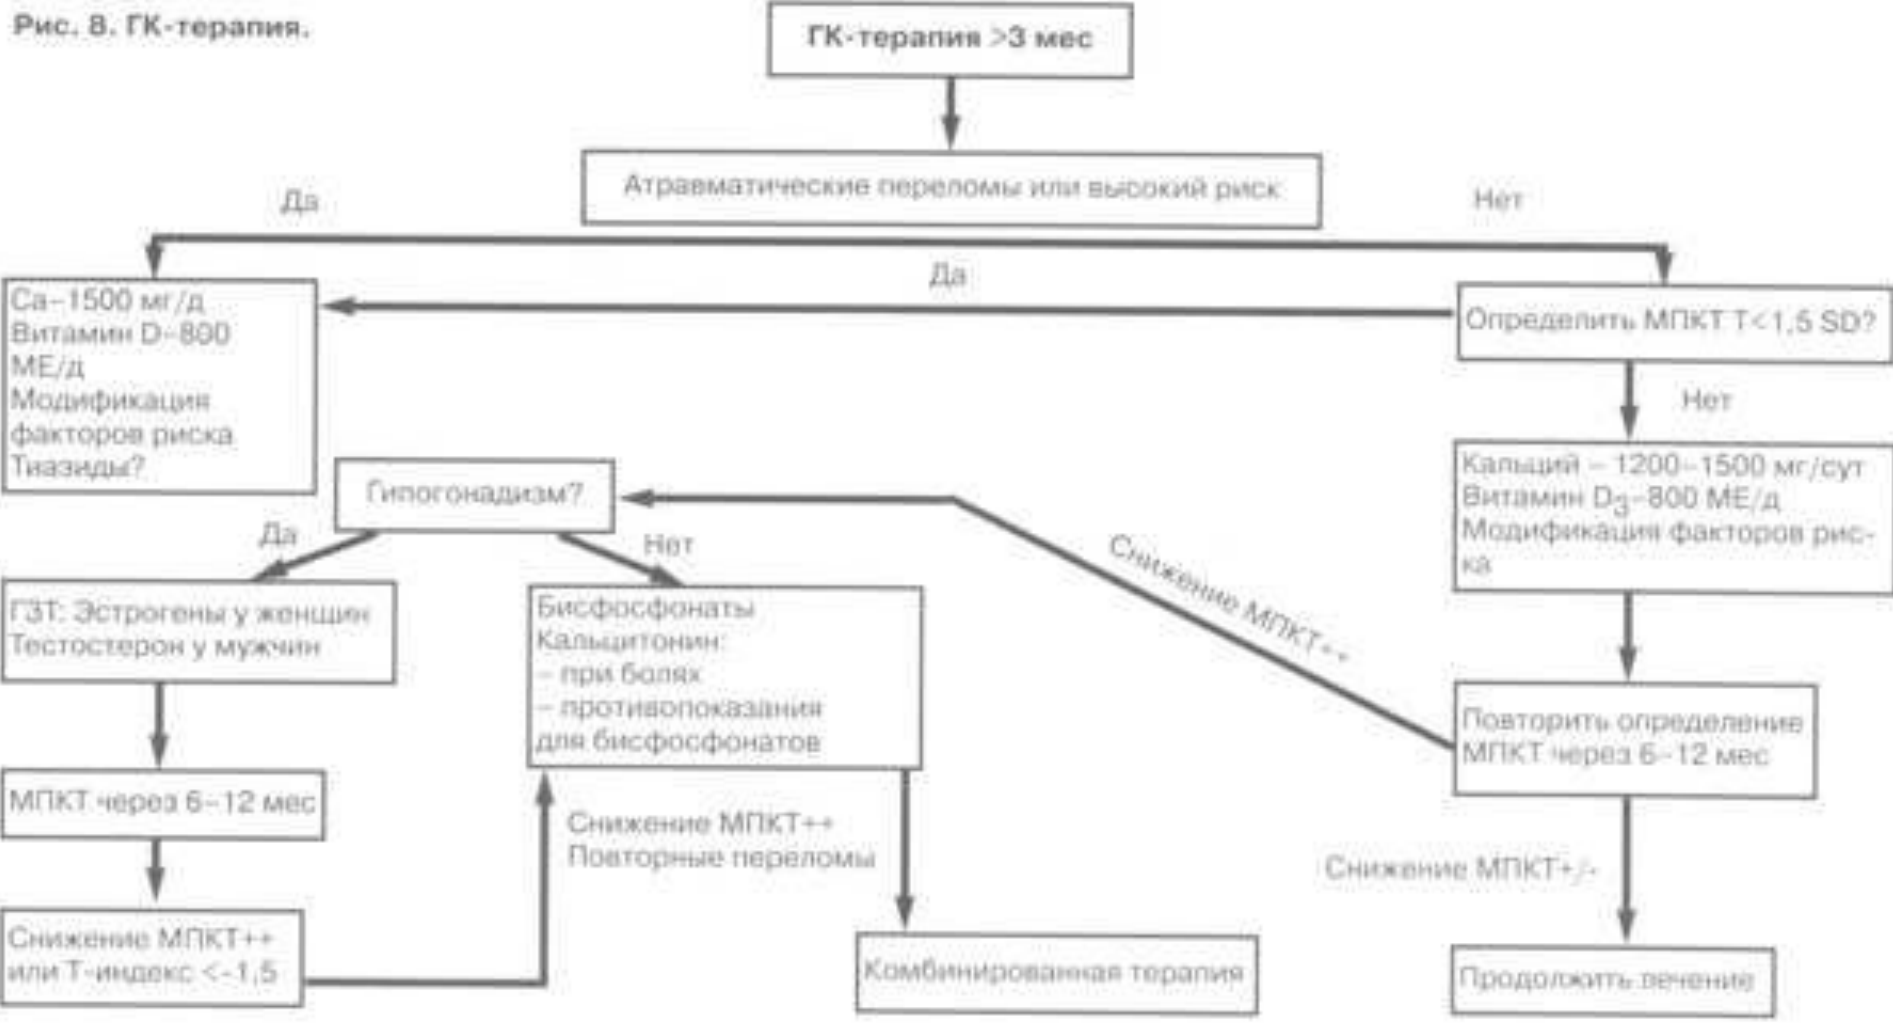 Рис. 8. ГК-терапия.
ГК-терапия >3 мес
Атравматические переломы или высокий риск
Да
Нет
Да
Са–1500 мг/д
Витамин D–800
МЕ/д
Модификация
факторов риска
Тиазиды?
Определить МПКТ T<1,5 SD?
Нет
Кальций – 1200–1500 мг/сут
Витамин D3–800 МЕ/д
Модификация факторов рис-
ка
Гипогонадизм?
Да
Нет
Снижение МПКТ++
ГЗТ: Эстрогены у женщин
Тестостерон у мужчин
Бисфосфонаты
Кальцитонин:
– при болях
– противопоказания
для бисфосфонатов
Повторить определение
МПКТ через 6–12 мес
МПКТ через 6–12 мес
Снижение МПКТ++
Повторные переломы
Снижение МПКТ+/-
Снижение МПКТ++
или Т-индекс <-1,5
Комбинированная терапия
Продолжить лечение